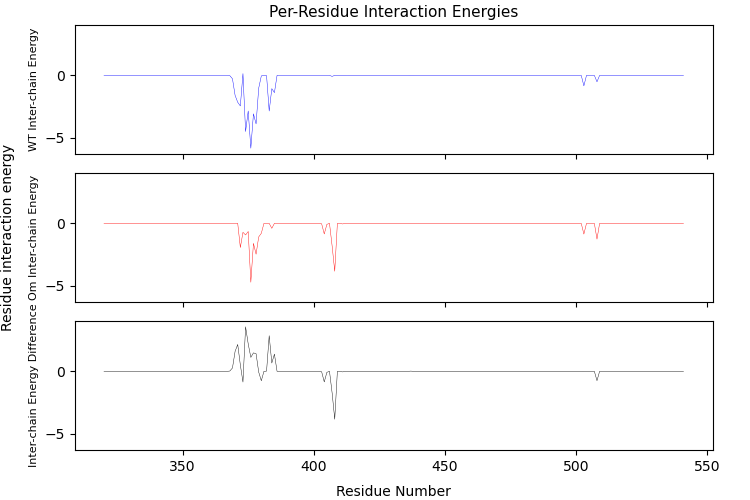 Per-Residue Interaction Energies
Residue interaction energy
WT Inter-chain Energy
0
−5
Om Inter-chain Energy
0
−5
Inter-chain Energy Difference
0
−5
350
400
450
500
550
Residue Number